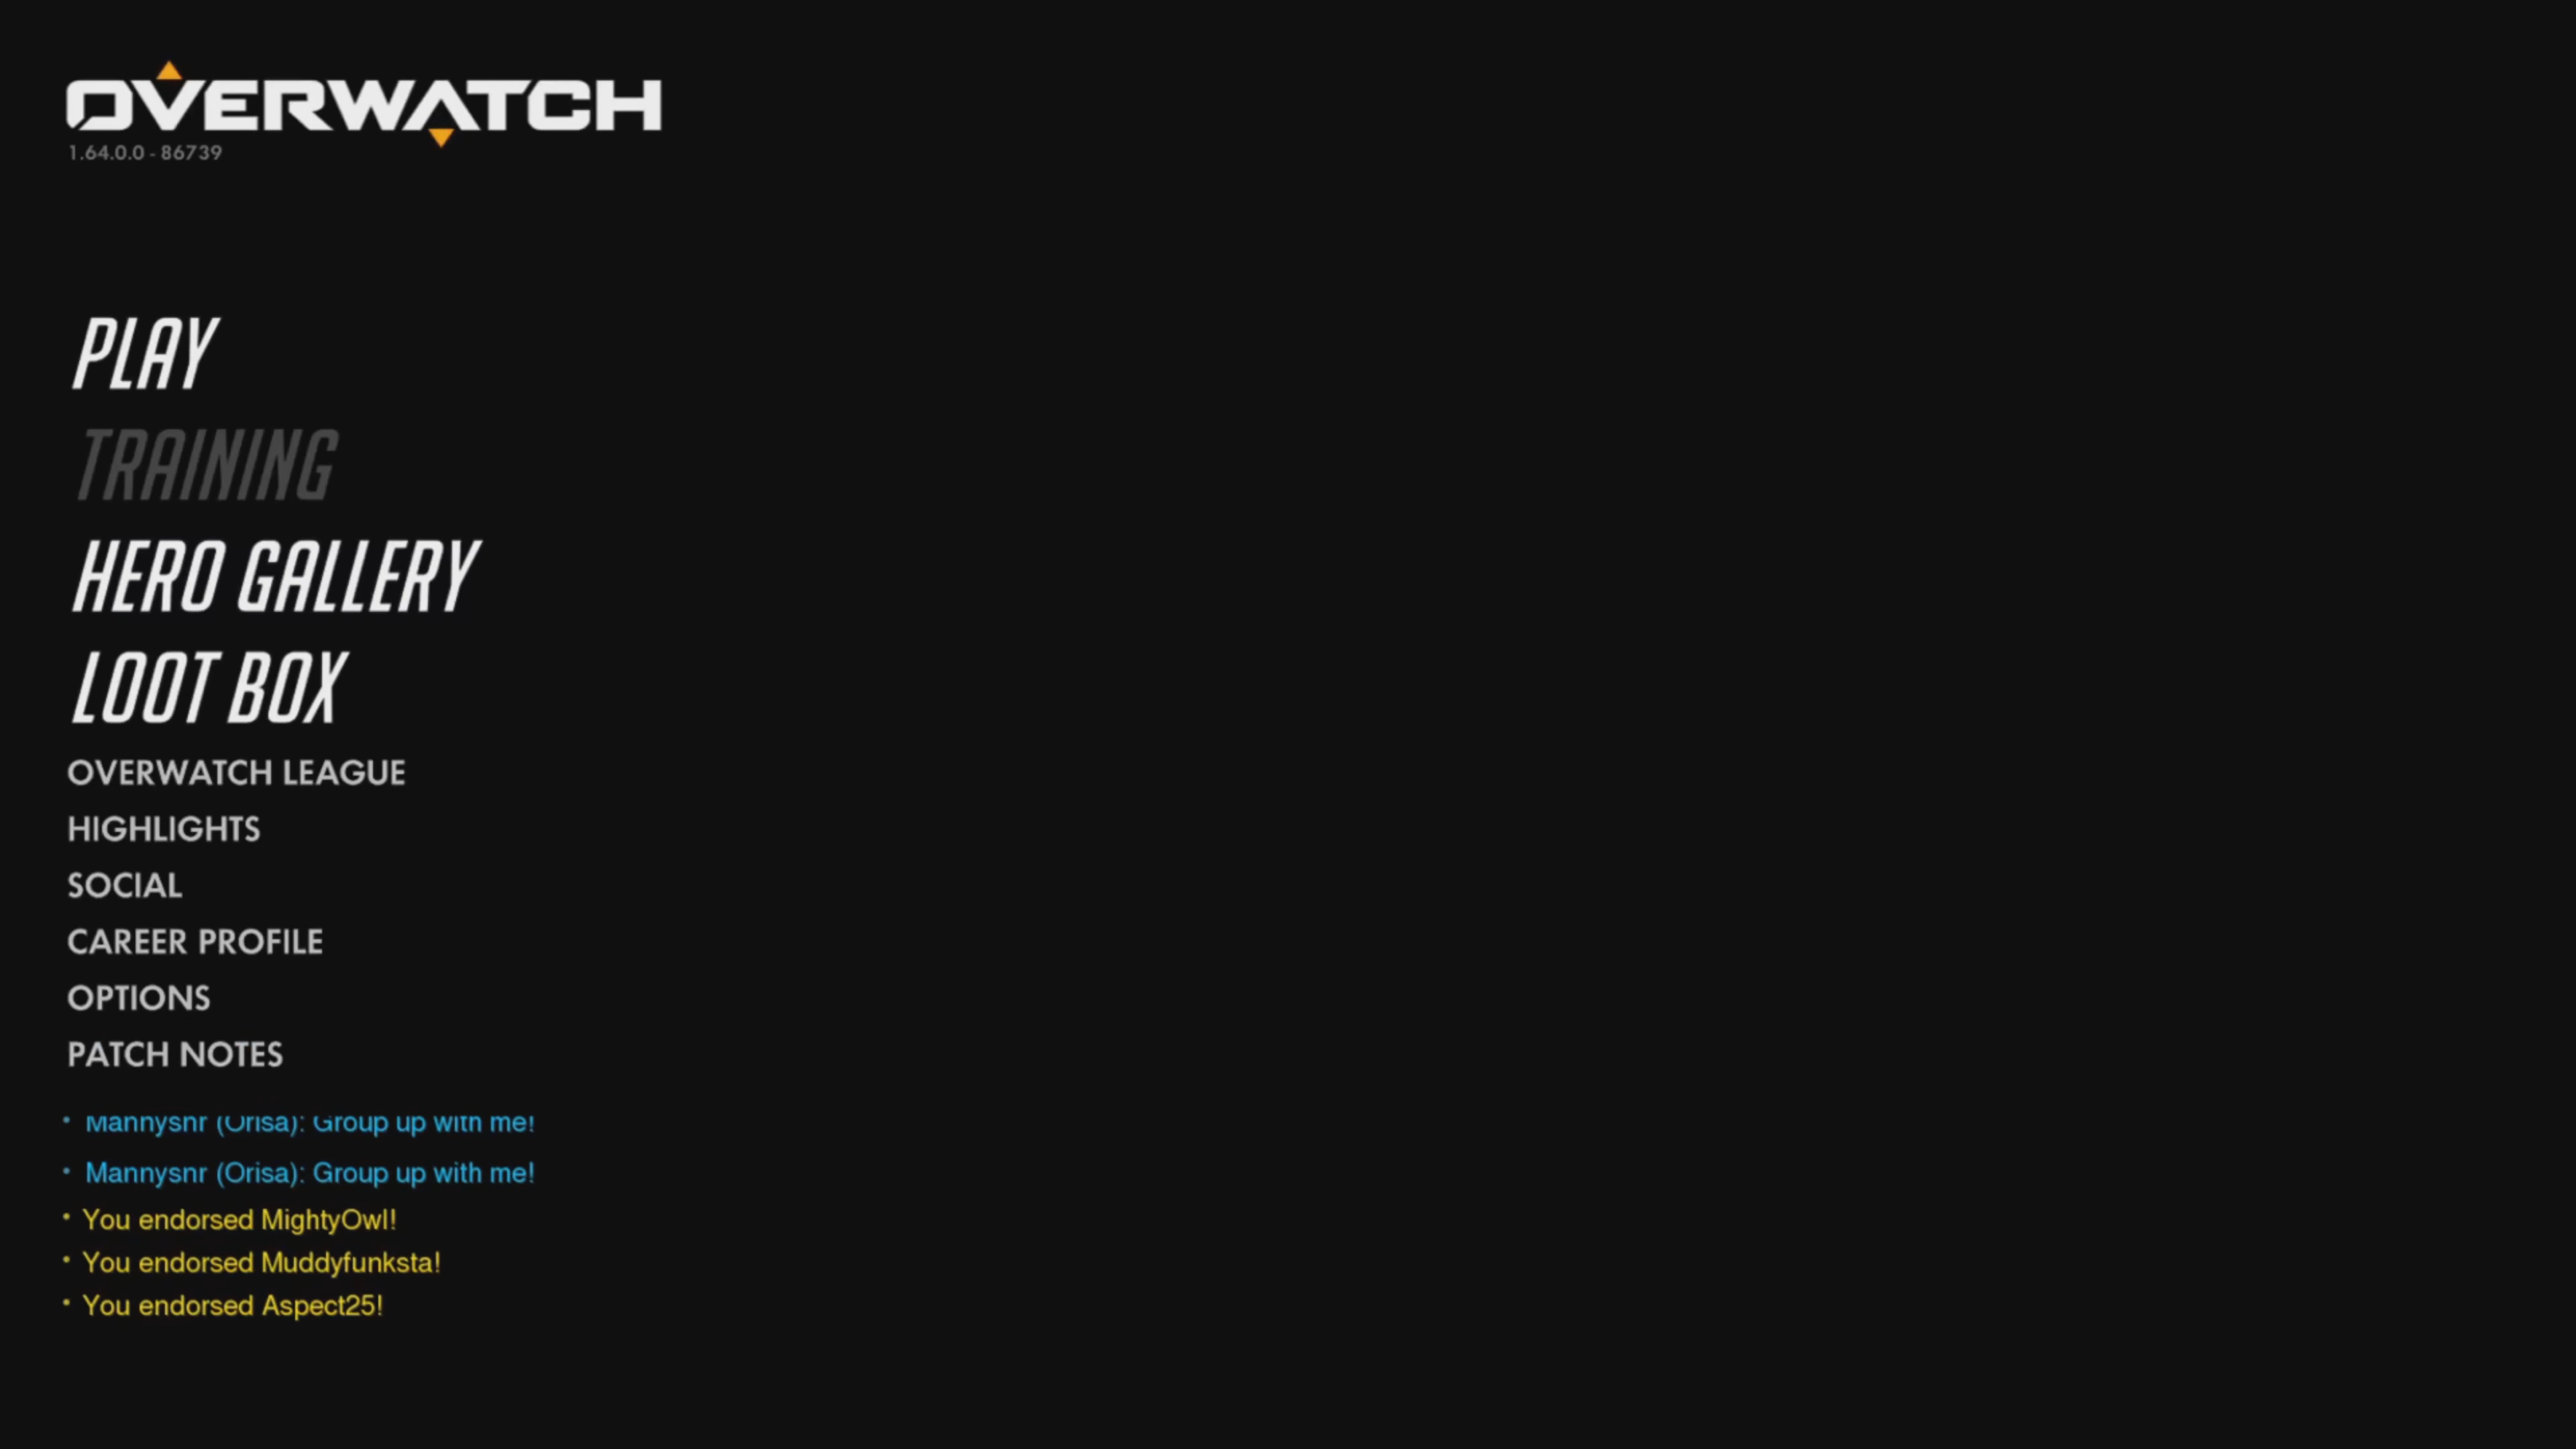 OVERWATCH
1.64.0.0 - 86739
PLAY
TRAINING
HERO GALLERY
LOOT BOX
OVERWATCH LEAGUE
HIGHLIGHTS
SOCIAL
CAREER PROFILE
OPTIONS
PATCH NOTES
• Mannysnr (Orisa): Group up with me!
• Mannysnr (Orisa): Group up with me!
• You endorsed MightyOwl!
• You endorsed Muddyfunksta!
• You endorsed Aspect25!